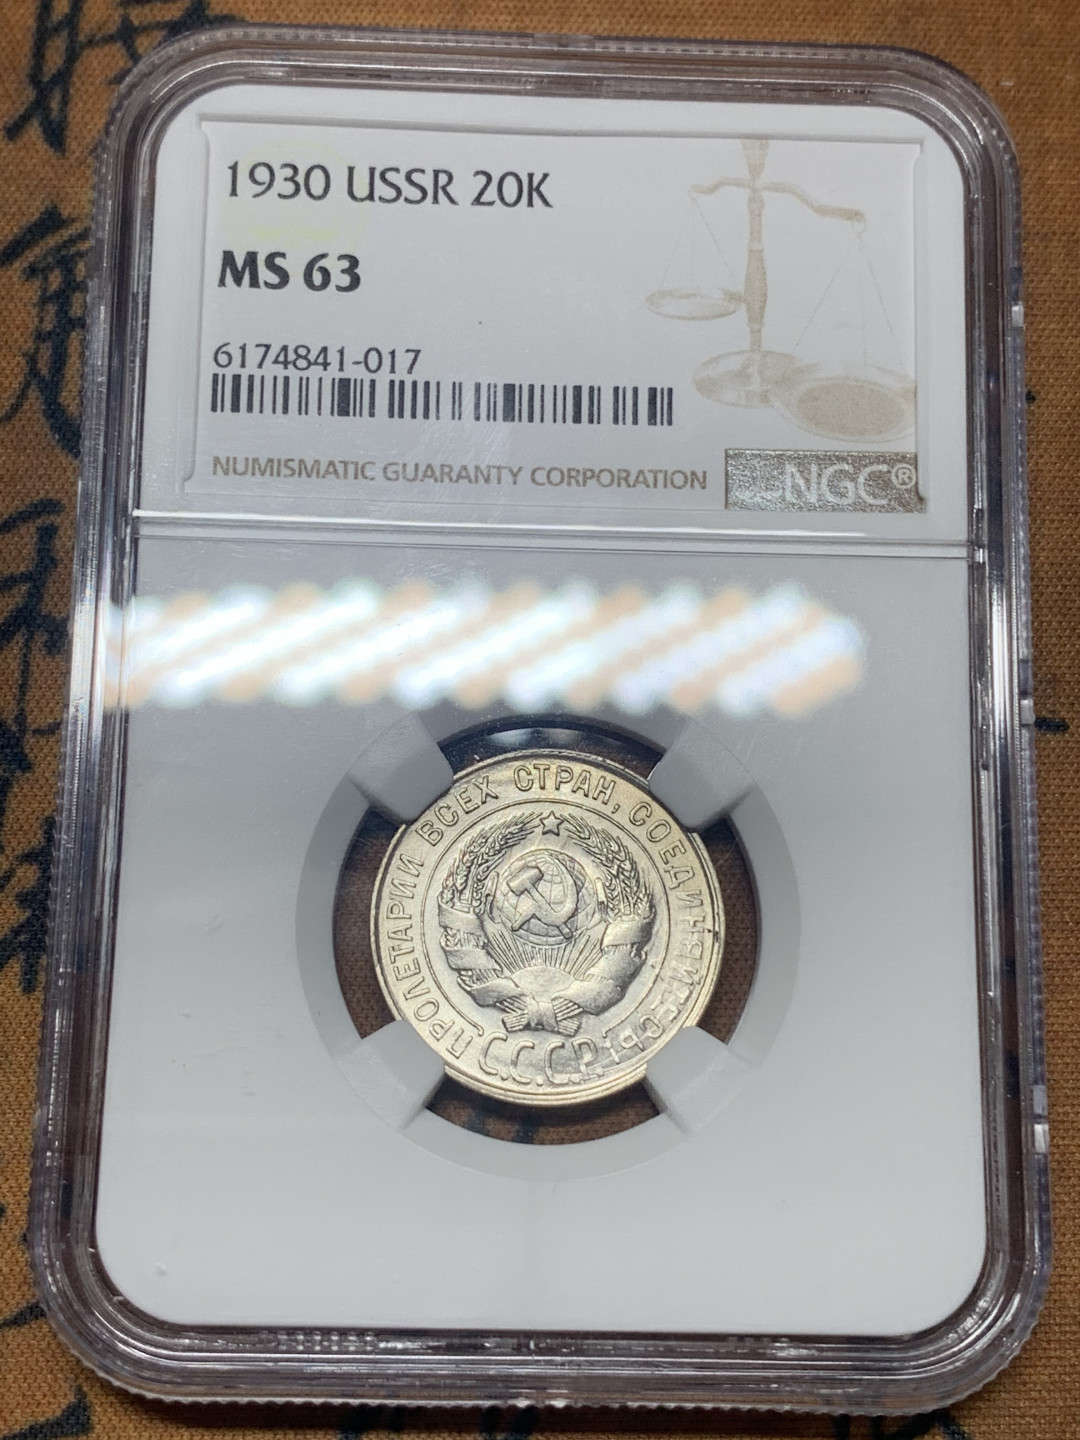 1930 USSR 20K
MS 63
6174841-017
NUMISMATIC GUARANTY CORPORATION
NGC®
ПРОЛЕТАРИИ ВСЕХ СТРАН, СОЕДИНЯЙТЕСЬ
С.С.С.Р.